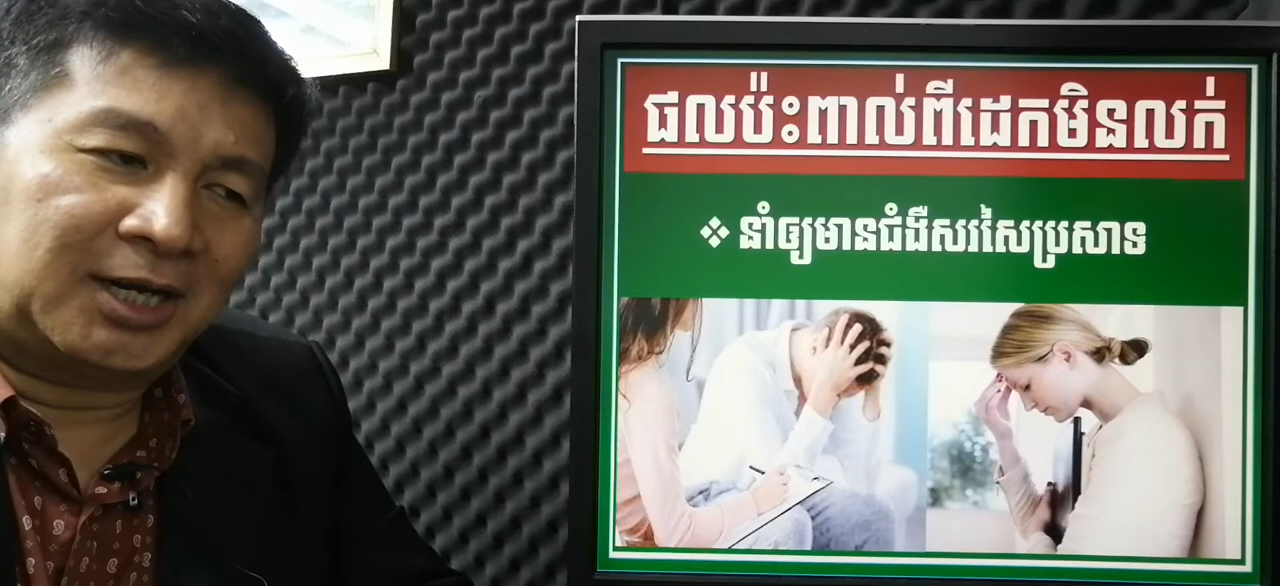 ផលប៉ះពាល់ពីដេកមិនលក់
❖ នាំឲ្យមានជំងឺសរសៃប្រសាទ